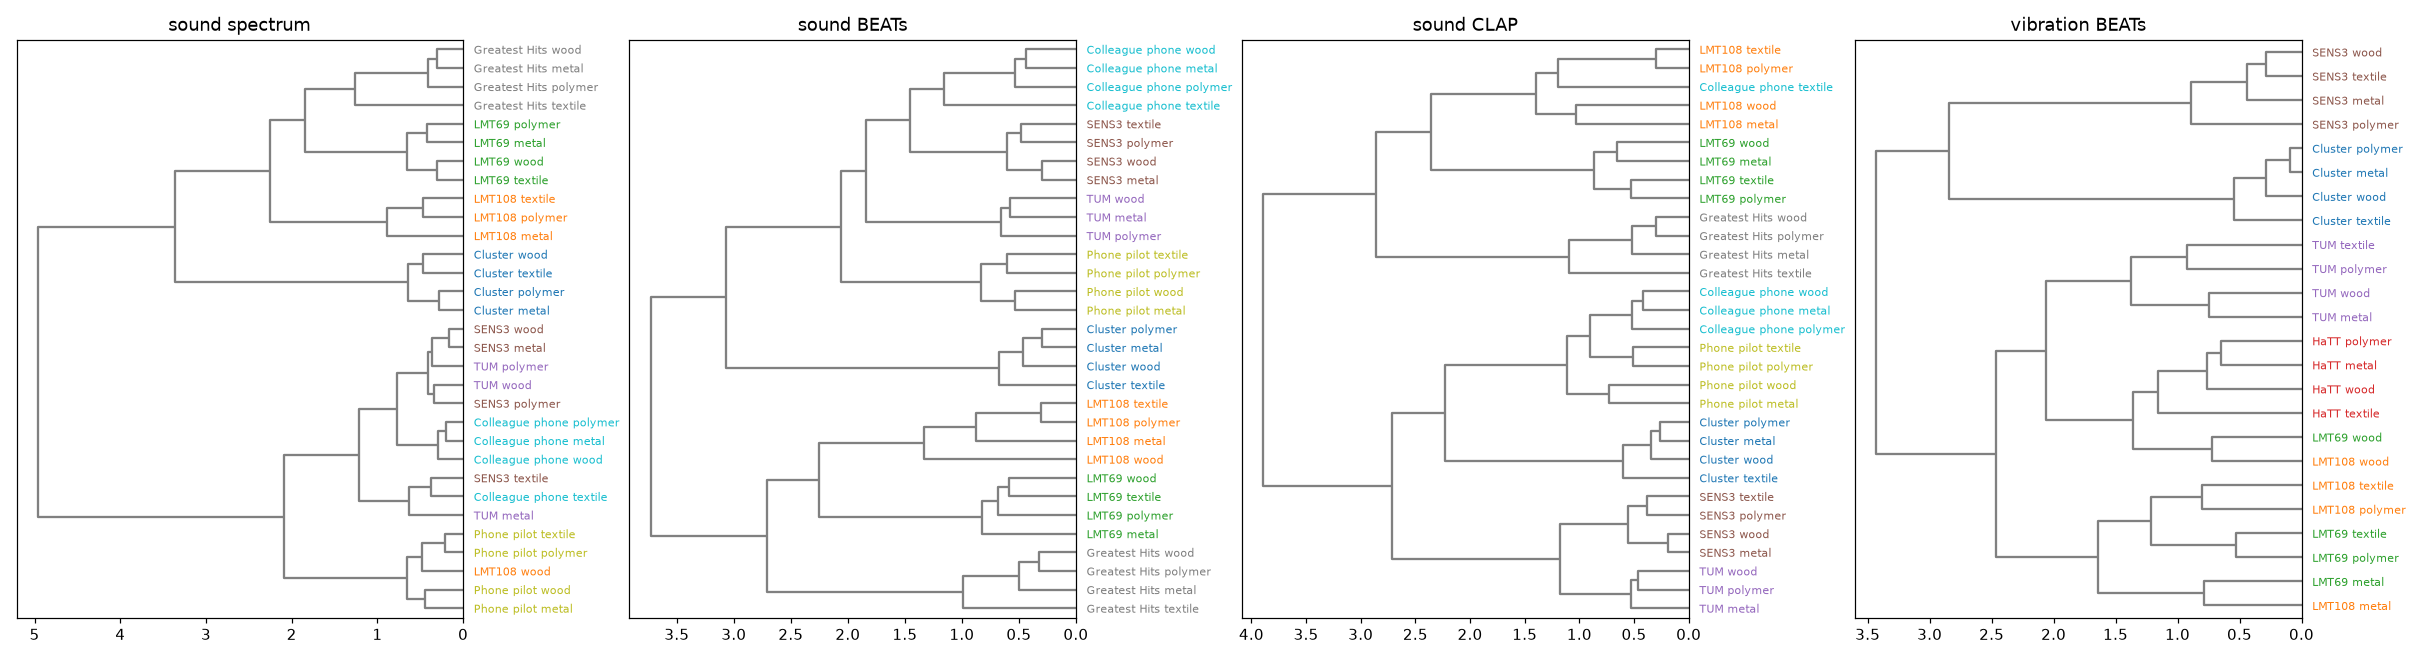 sound spectrum
Greatest Hits wood
Greatest Hits metal
Greatest Hits polymer
Greatest Hits textile
LMT69 polymer
LMT69 metal
LMT69 wood
LMT69 textile
LMT108 textile
LMT108 polymer
LMT108 metal
Cluster wood
Cluster textile
Cluster polymer
Cluster metal
SENS3 wood
SENS3 metal
TUM polymer
TUM wood
SENS3 polymer
Colleague phone polymer
Colleague phone metal
Colleague phone wood
SENS3 textile
Colleague phone textile
TUM metal
Phone pilot textile
Phone pilot polymer
LMT108 wood
Phone pilot wood
Phone pilot metal
5 4 3 2 1 0
sound BEATs
Colleague phone wood
Colleague phone metal
Colleague phone polymer
Colleague phone textile
SENS3 textile
SENS3 polymer
SENS3 wood
SENS3 metal
TUM wood
TUM metal
TUM polymer
Phone pilot textile
Phone pilot polymer
Phone pilot wood
Phone pilot metal
Cluster polymer
Cluster metal
Cluster wood
Cluster textile
LMT108 textile
LMT108 polymer
LMT108 metal
LMT108 wood
LMT69 wood
LMT69 textile
LMT69 polymer
LMT69 metal
Greatest Hits wood
Greatest Hits polymer
Greatest Hits metal
Greatest Hits textile
3.5 3.0 2.5 2.0 1.5 1.0 0.5 0.0
sound CLAP
LMT108 textile
LMT108 polymer
Colleague phone textile
LMT108 wood
LMT108 metal
LMT69 wood
LMT69 metal
LMT69 textile
LMT69 polymer
Greatest Hits wood
Greatest Hits polymer
Greatest Hits metal
Greatest Hits textile
Colleague phone wood
Colleague phone metal
Colleague phone polymer
Phone pilot textile
Phone pilot polymer
Phone pilot wood
Phone pilot metal
Cluster polymer
Cluster metal
Cluster wood
Cluster textile
SENS3 textile
SENS3 polymer
SENS3 wood
SENS3 metal
TUM wood
TUM polymer
TUM metal
4.0 3.5 3.0 2.5 2.0 1.5 1.0 0.5 0.0
vibration BEATs
SENS3 wood
SENS3 textile
SENS3 metal
SENS3 polymer
Cluster polymer
Cluster metal
Cluster wood
Cluster textile
TUM textile
TUM polymer
TUM wood
TUM metal
HaTT polymer
HaTT metal
HaTT wood
HaTT textile
LMT69 wood
LMT108 wood
LMT108 textile
LMT108 polymer
LMT69 textile
LMT69 polymer
LMT69 metal
LMT108 metal
3.5 3.0 2.5 2.0 1.5 1.0 0.5 0.0